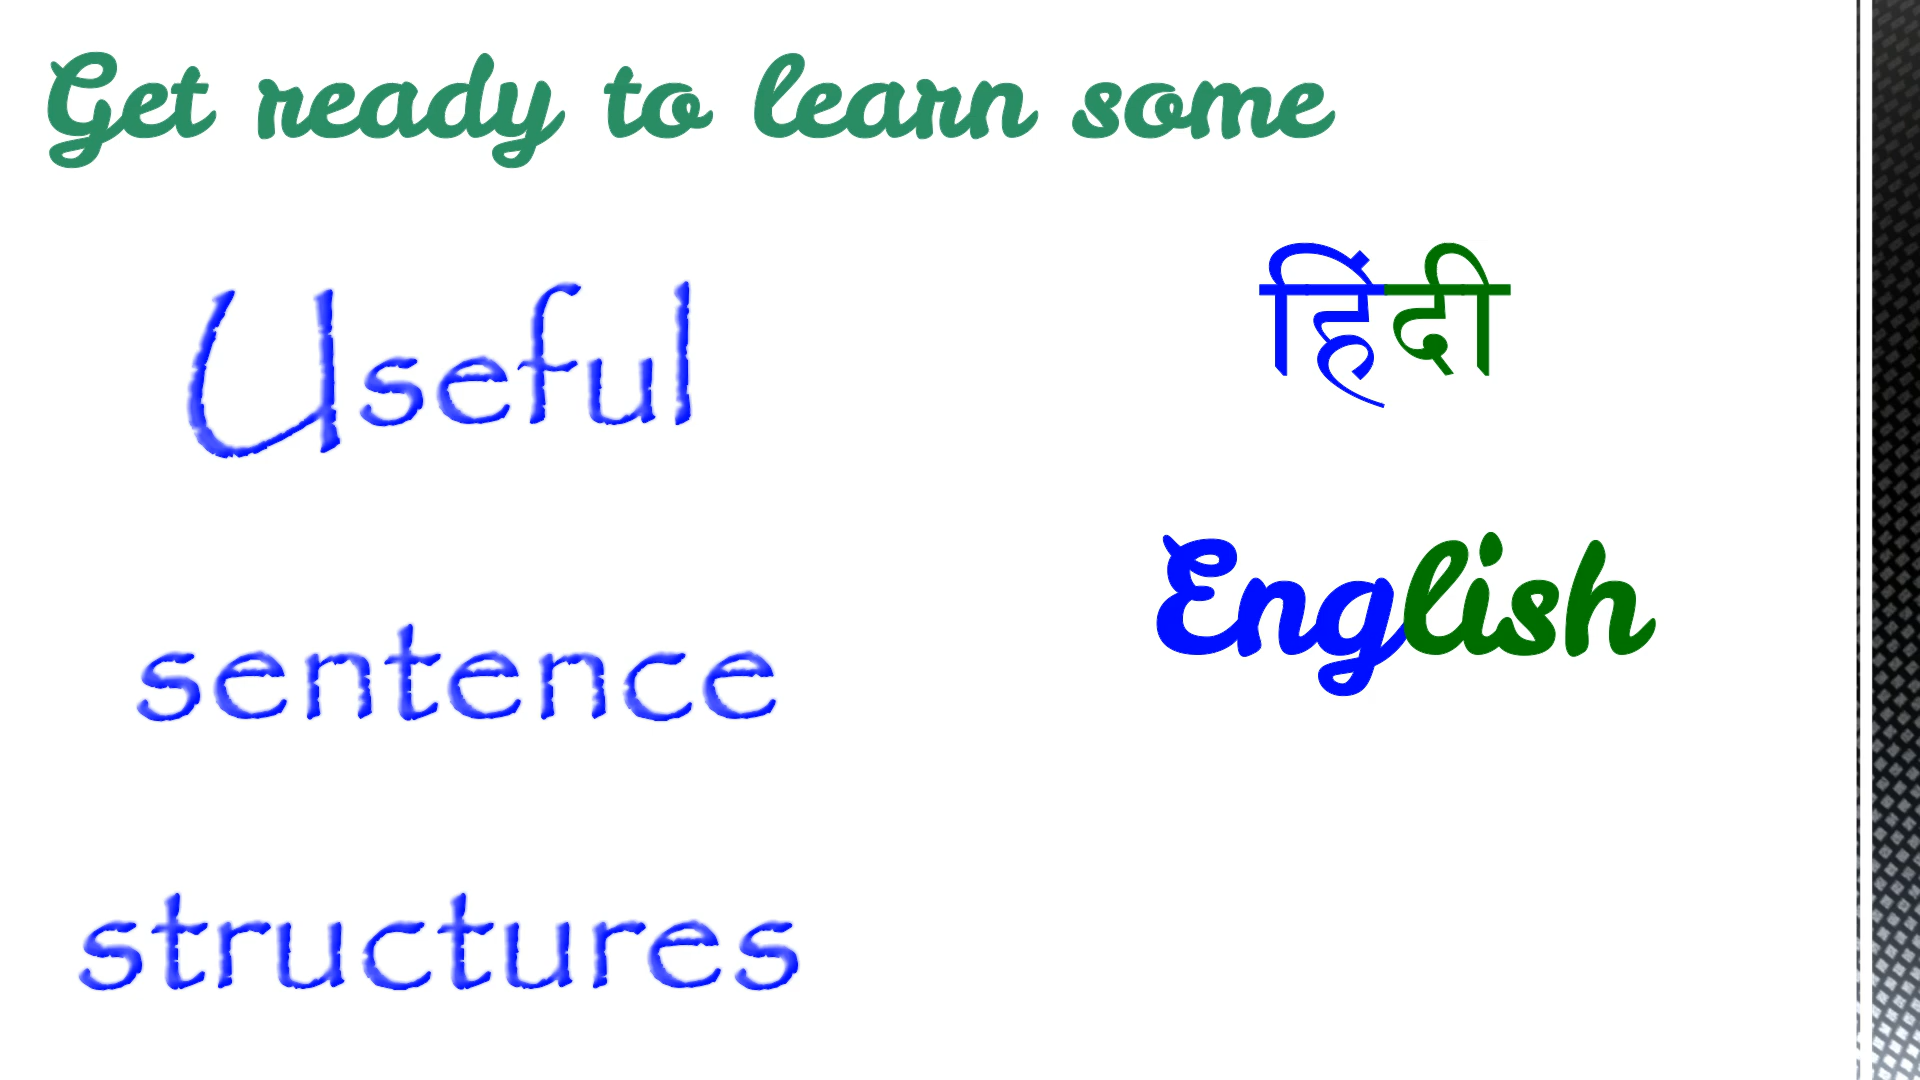 Get ready to learn some
Useful
sentence
structures
हिंदी
English